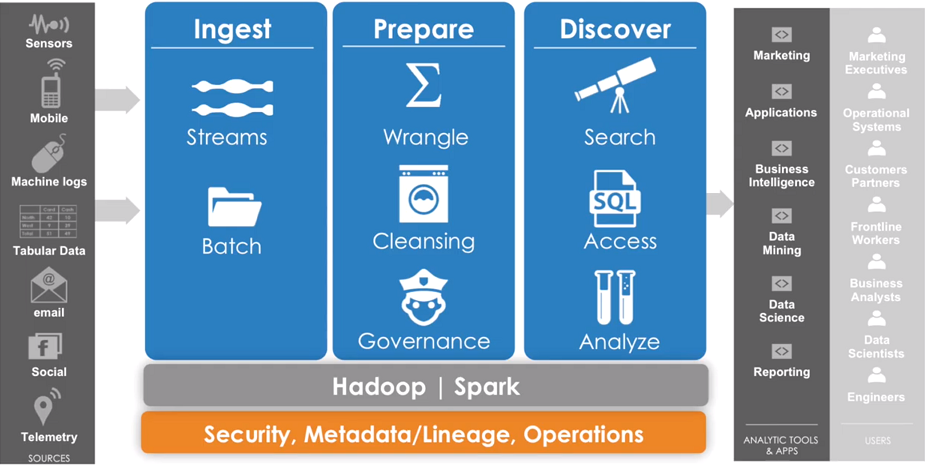 Sensors
Mobile
Machine logs
Tabular Data
@
email
f
Social
Telemetry
SOURCES
Ingest
Streams
Batch
Prepare
Σ
Wrangle
Cleansing
Governance
Discover
Search
SQL
Access
Analyze
Hadoop | Spark
Security, Metadata/Lineage, Operations
<>
Marketing
<>
Applications
<>
Business
Intelligence
<>
Data
Mining
<>
Data
Science
<>
Reporting
ANALYTIC TOOLS
& APPS
Marketing
Executives
Operational
Systems
Customers
Partners
Frontline
Workers
Business
Analysts
Data
Scientists
Engineers
USERS